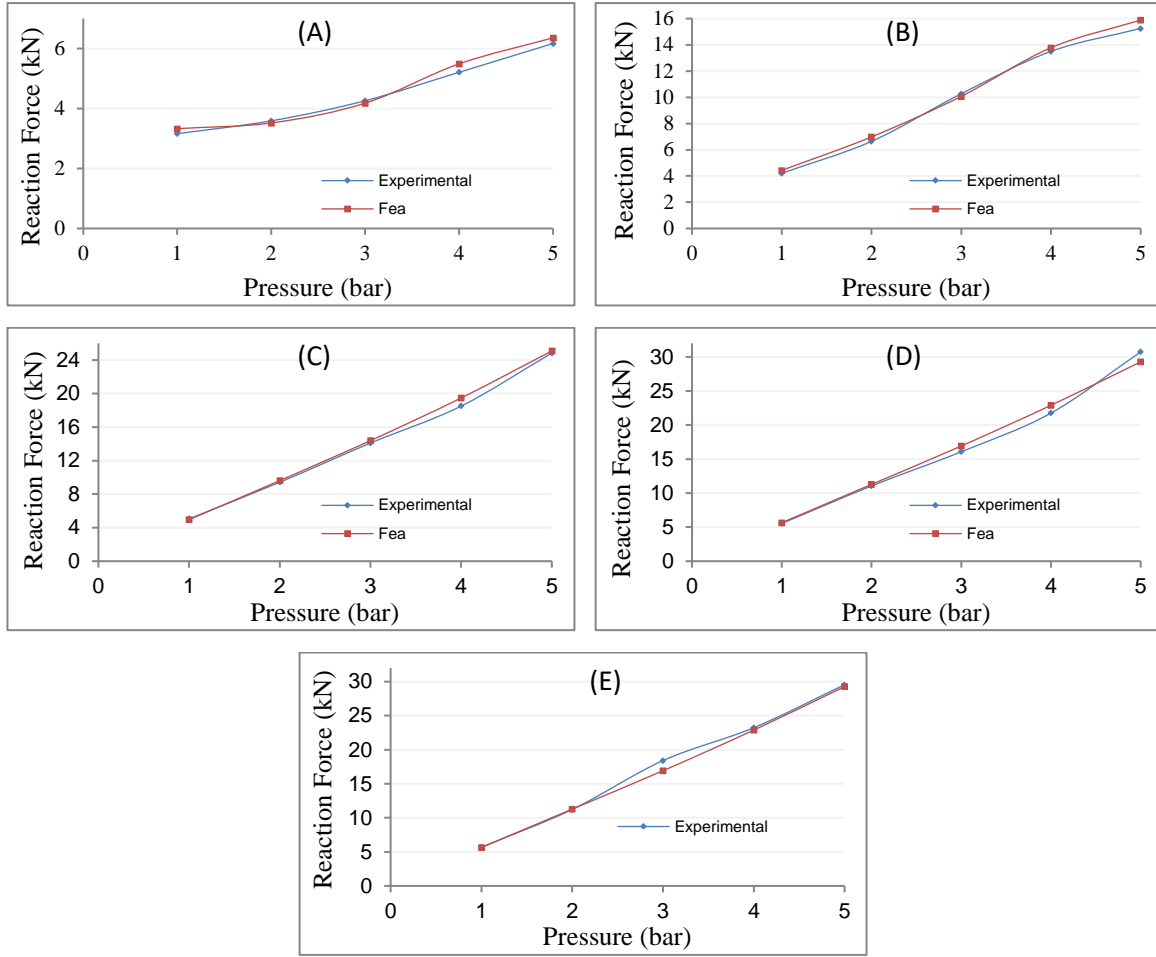 (A)
Reaction Force (kN)
6
4
2
0
0 1 2 3 4 5
Experimental
Fea
Pressure (bar)
(B)
Reaction Force (kN)
16
14
12
10
8
6
4
2
0
0 1 2 3 4 5
Experimental
Fea
Pressure (bar)
(C)
Reaction Force (kN)
24
20
16
12
8
4
0
0 1 2 3 4 5
Experimental
Fea
Pressure (bar)
(D)
Reaction Force (kN)
30
25
20
15
10
5
0
0 1 2 3 4 5
Experimental
Fea
Pressure (bar)
(E)
Reaction Force (kN)
30
25
20
15
10
5
0
0 1 2 3 4 5
Experimental
Pressure (bar)